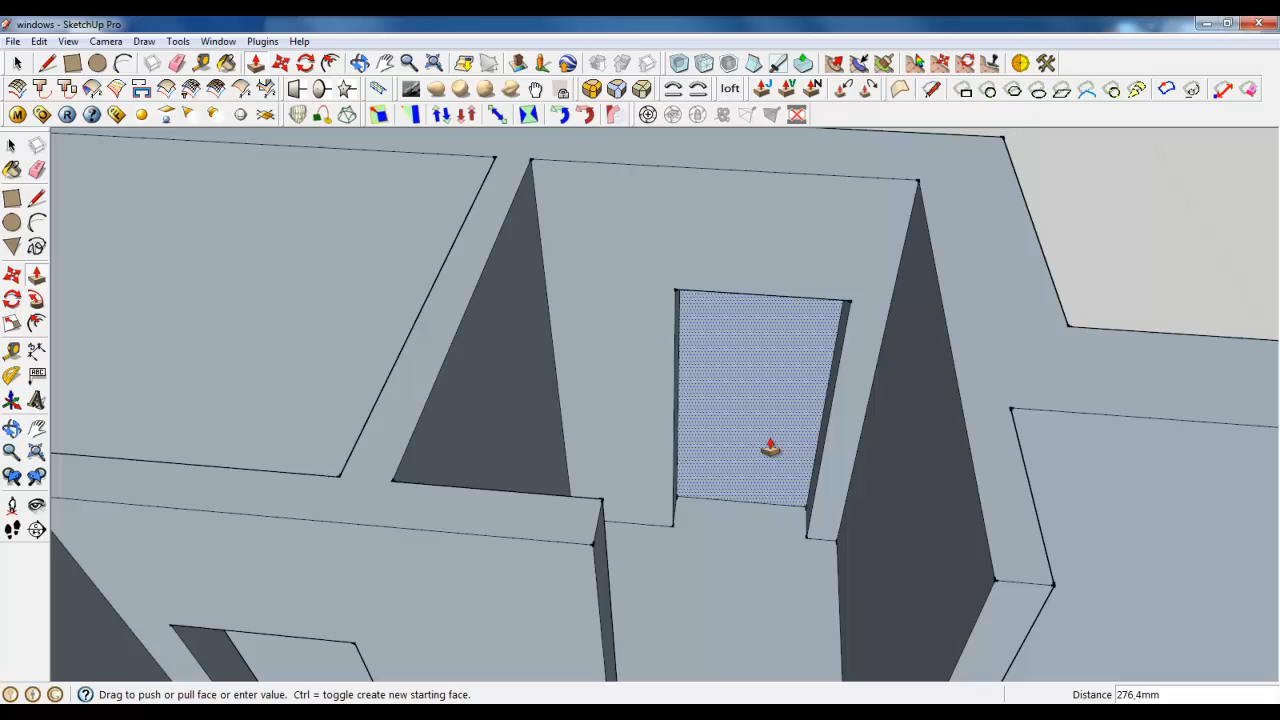 windows - SketchUp Pro
File Edit View Camera Draw Tools Window Plugins Help
loft
M R ?
ABC
Drag to push or pull face or enter value. Ctrl = toggle create new starting face. Distance 276,4mm